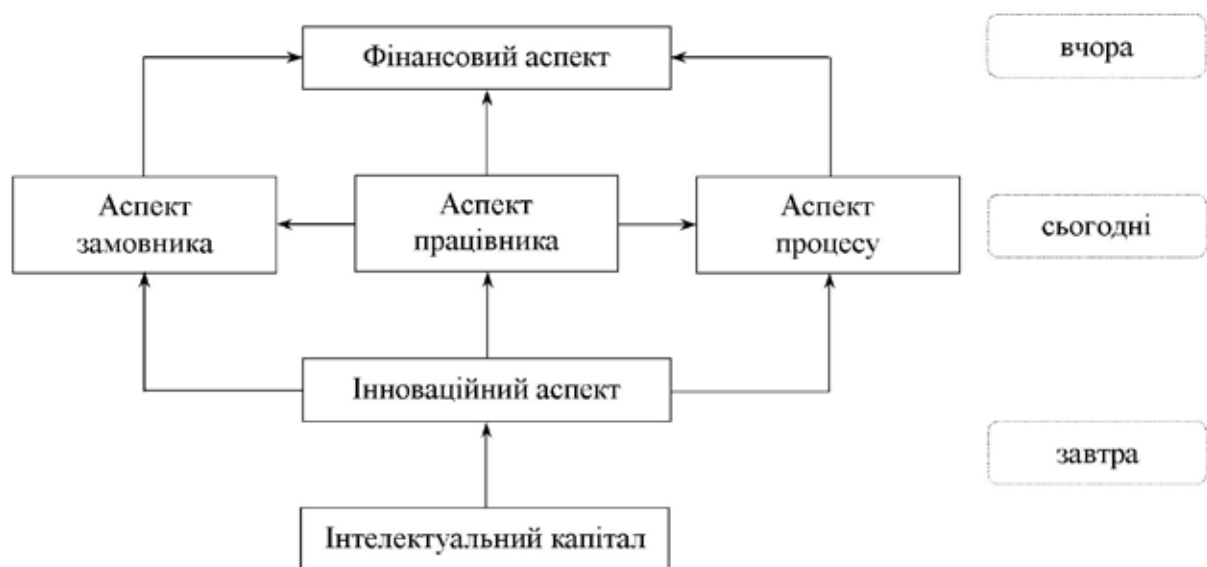 Фінансовий аспект
вчора
Аспект
замовника
Аспект
працівника
Аспект
процесу
сьогодні
Інноваційний аспект
завтра
Інтелектуальний капітал